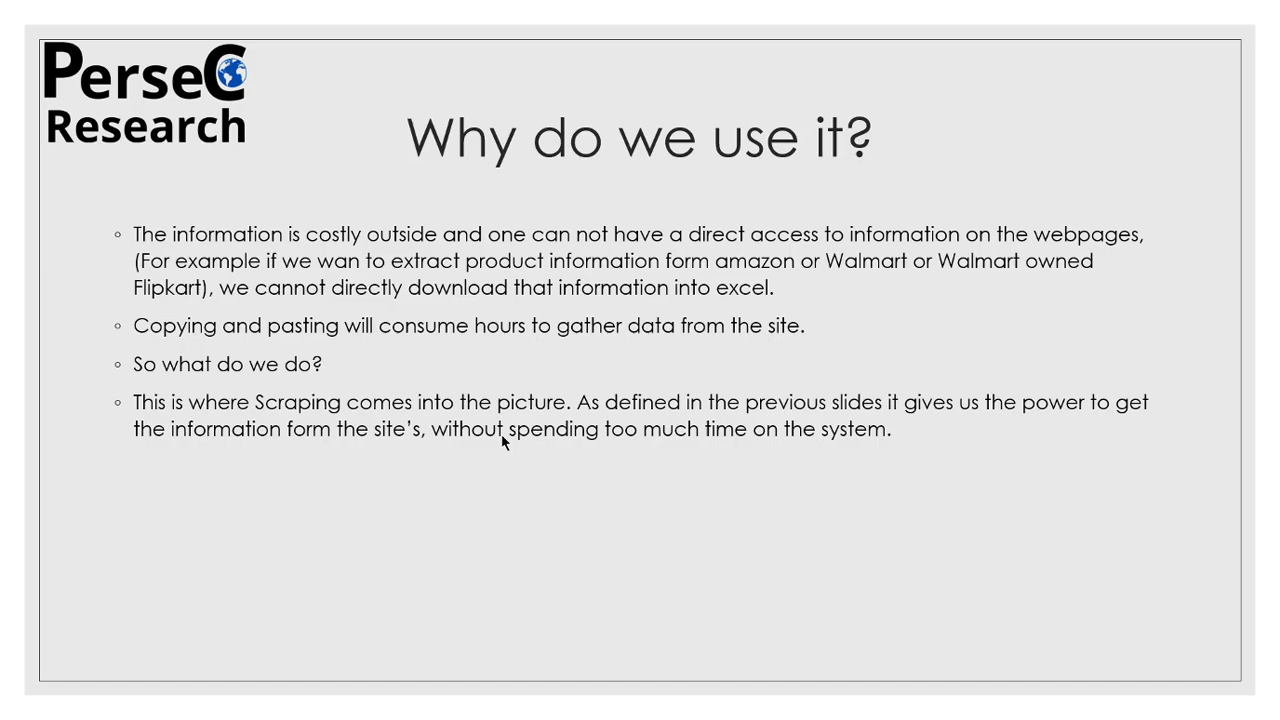 PerseC
Research
Why do we use it?
◦ The information is costly outside and one can not have a direct access to information on the webpages,
(For example if we wan to extract product information form amazon or Walmart or Walmart owned
Flipkart), we cannot directly download that information into excel.
◦ Copying and pasting will consume hours to gather data from the site.
◦ So what do we do?
◦ This is where Scraping comes into the picture. As defined in the previous slides it gives us the power to get
the information form the site’s, without spending too much time on the system.